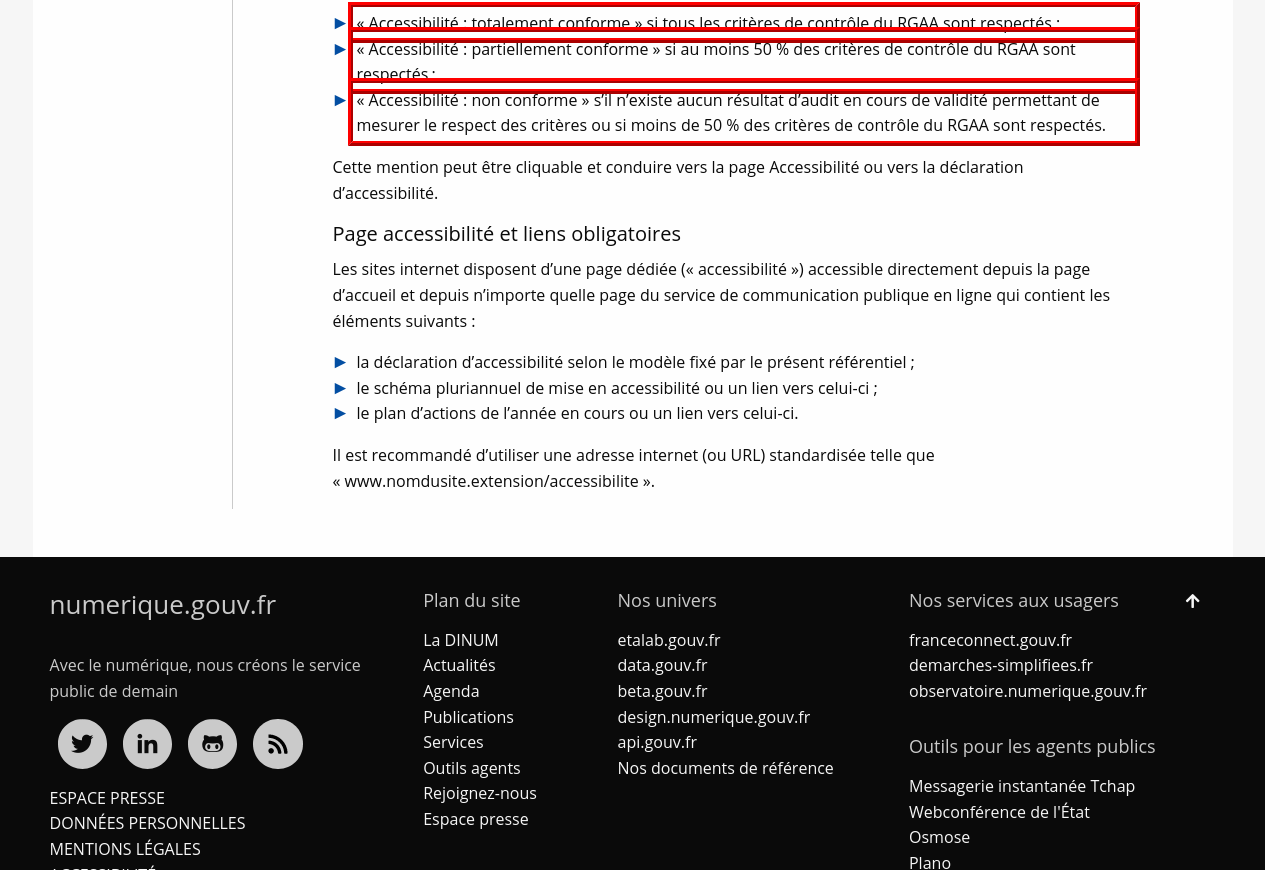 « Accessibilité : totalement conforme » si tous les critères de contrôle du RGAA sont respectés ;
« Accessibilité : partiellement conforme » si au moins 50 % des critères de contrôle du RGAA sont
respectés ;
« Accessibilité : non conforme » s’il n’existe aucun résultat d’audit en cours de validité permettant de
mesurer le respect des critères ou si moins de 50 % des critères de contrôle du RGAA sont respectés.
Cette mention peut être cliquable et conduire vers la page Accessibilité ou vers la déclaration
d’accessibilité.
Page accessibilité et liens obligatoires
Les sites internet disposent d’une page dédiée (« accessibilité ») accessible directement depuis la page
d’accueil et depuis n’importe quelle page du service de communication publique en ligne qui contient les
éléments suivants :
la déclaration d’accessibilité selon le modèle fixé par le présent référentiel ;
le schéma pluriannuel de mise en accessibilité ou un lien vers celui-ci ;
le plan d’actions de l’année en cours ou un lien vers celui-ci.
Il est recommandé d’utiliser une adresse internet (ou URL) standardisée telle que
« www.nomdusite.extension/accessibilite ».
numerique.gouv.fr
Avec le numérique, nous créons le service
public de demain
ESPACE PRESSE
DONNÉES PERSONNELLES
MENTIONS LÉGALES
ACCESSIBILITÉ
Plan du site
La DINUM
Actualités
Agenda
Publications
Services
Outils agents
Rejoignez-nous
Espace presse
Nos univers
etalab.gouv.fr
data.gouv.fr
beta.gouv.fr
design.numerique.gouv.fr
api.gouv.fr
Nos documents de référence
Nos services aux usagers
franceconnect.gouv.fr
demarches-simplifiees.fr
observatoire.numerique.gouv.fr
Outils pour les agents publics
Messagerie instantanée Tchap
Webconférence de l'État
Osmose
Plano